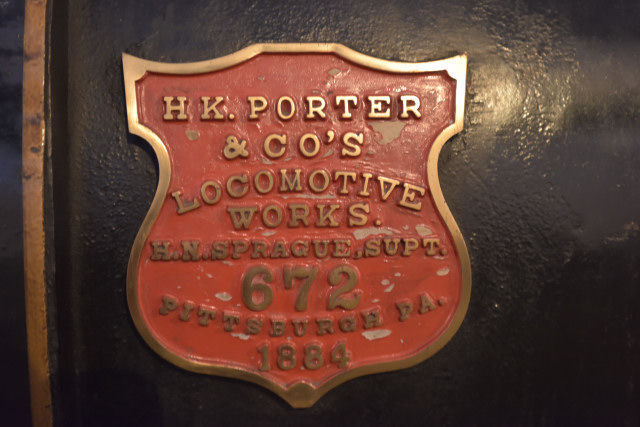 H.K. PORTER
& CO'S
LOCOMOTIVE
WORKS.
H.N.SPRAGUE, SUPT.
672
PITTSBURGH PA.
1884